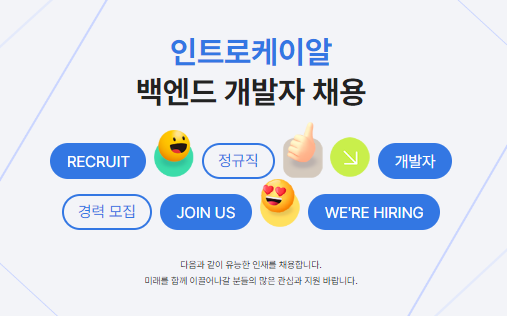 인트로케이알
백엔드 개발자 채용
RECRUIT 정규직 개발자
경력 모집 JOIN US WE'RE HIRING
다음과 같이 유능한 인재를 채용합니다.
미래를 함께 이끌어나갈 분들의 많은 관심과 지원 바랍니다.